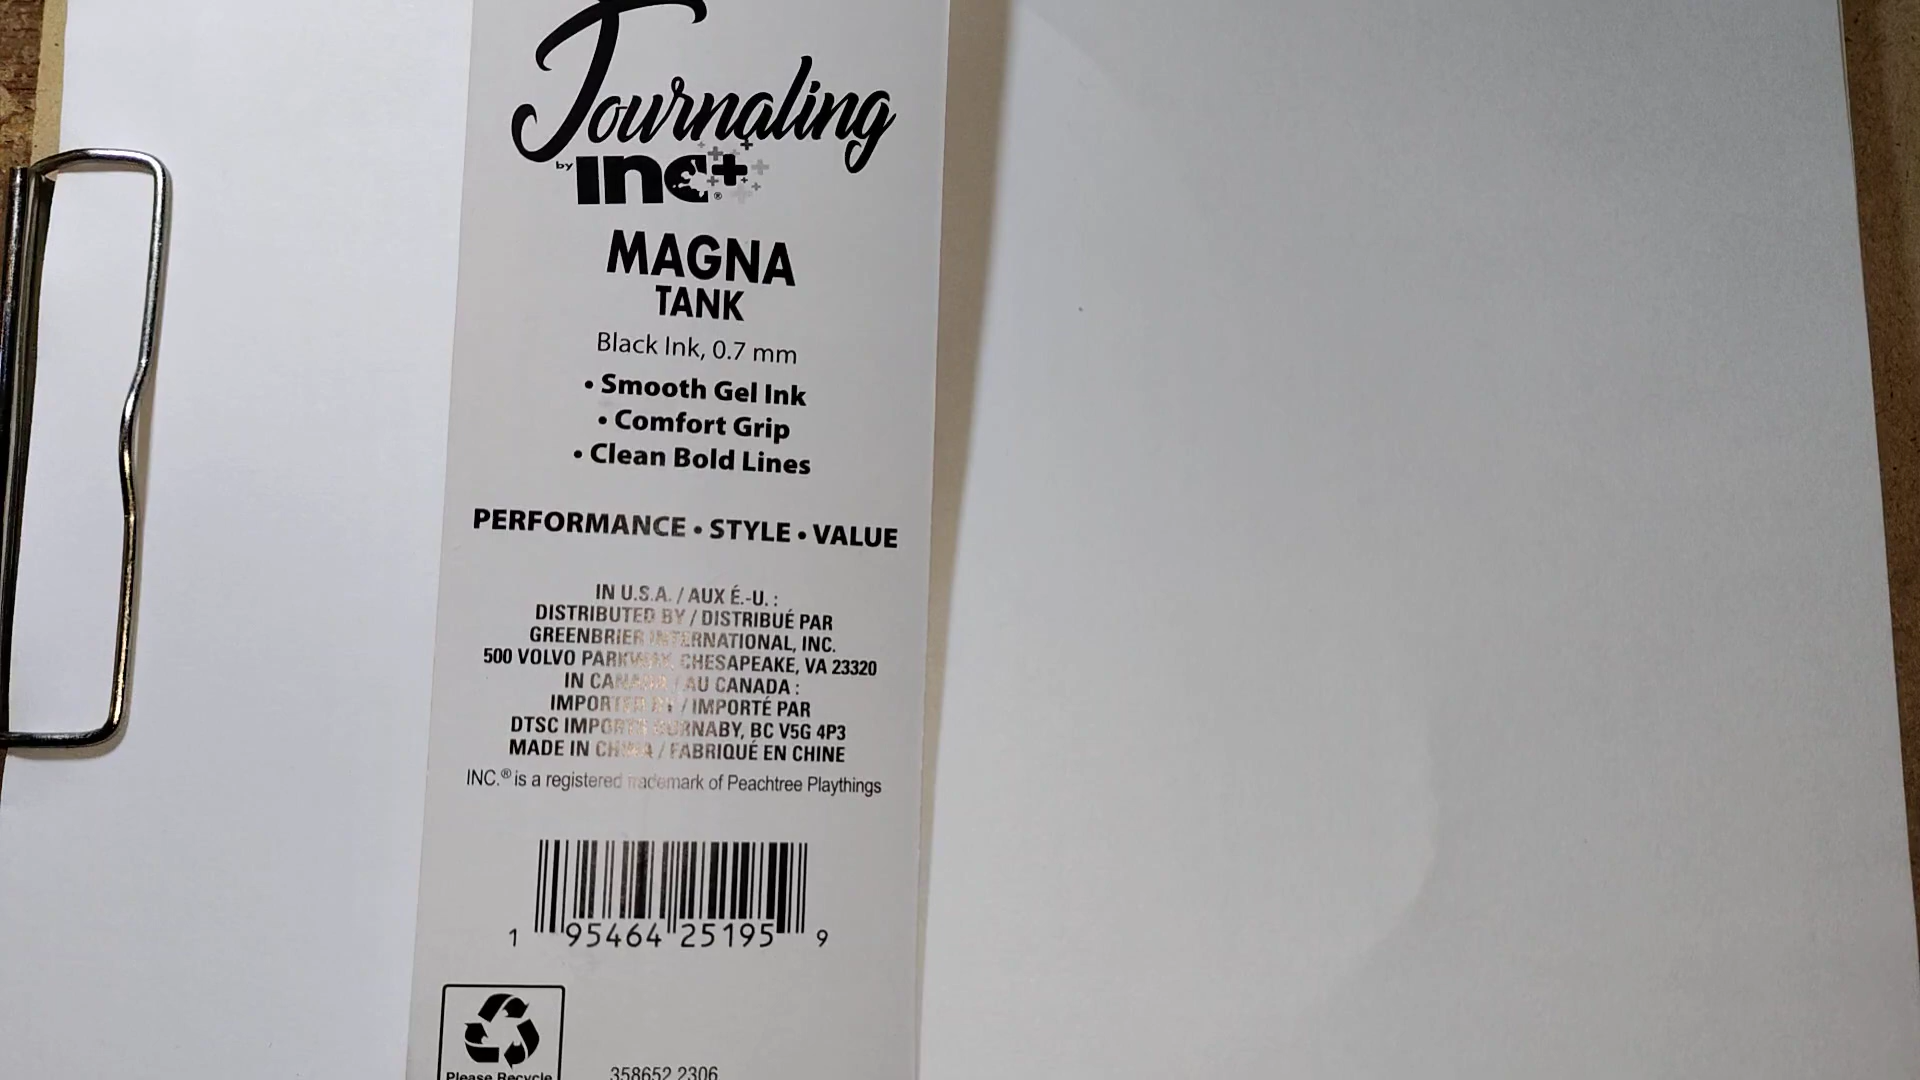 Journaling
by inc+®
MAGNA
TANK
Black Ink, 0.7 mm
• Smooth Gel Ink
• Comfort Grip
• Clean Bold Lines
PERFORMANCE • STYLE • VALUE
IN U.S.A. / AUX É.-U. :
DISTRIBUTED BY / DISTRIBUÉ PAR
GREENBRIER INTERNATIONAL, INC.
500 VOLVO PARKWAY, CHESAPEAKE, VA 23320
IN CANADA / AU CANADA :
IMPORTED BY / IMPORTÉ PAR
DTSC IMPORTS BURNABY, BC V5G 4P3
MADE IN CHINA / FABRIQUÉ EN CHINE
INC.® is a registered trademark of Peachtree Playthings
1 95464 25195 9
Please Recycle
358652 2306